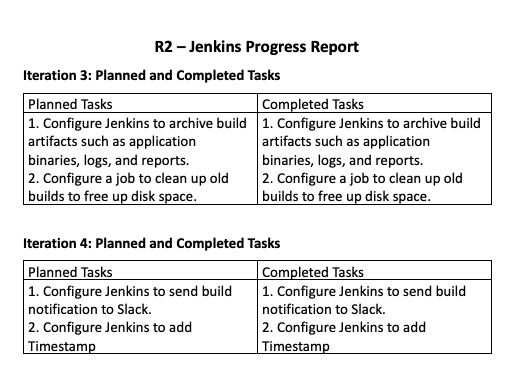 R2 – Jenkins Progress Report
Iteration 3: Planned and Completed Tasks
Planned Tasks
1. Configure Jenkins to archive build
artifacts such as application
binaries, logs, and reports.
2. Configure a job to clean up old
builds to free up disk space.
Completed Tasks
1. Configure Jenkins to archive build
artifacts such as application
binaries, logs, and reports.
2. Configure a job to clean up old
builds to free up disk space.
Iteration 4: Planned and Completed Tasks
Planned Tasks
1. Configure Jenkins to send build
notification to Slack.
2. Configure Jenkins to add
Timestamp
Completed Tasks
1. Configure Jenkins to send build
notification to Slack.
2. Configure Jenkins to add
Timestamp